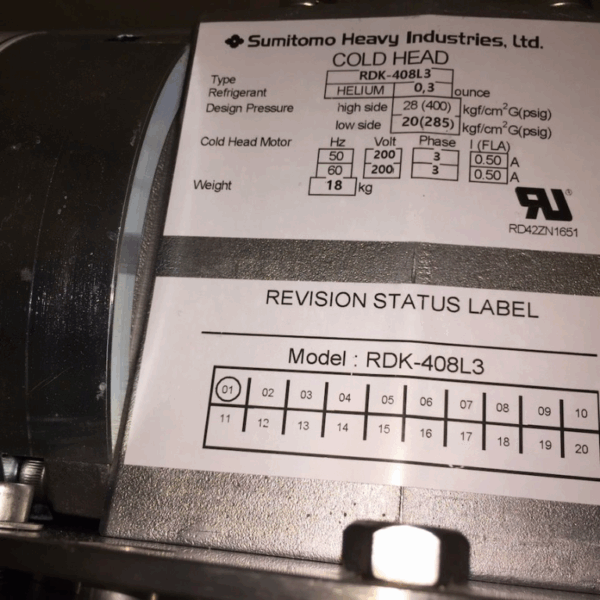 Sumitomo Heavy Industries, Ltd.
COLD HEAD
Type RDK-408L3
Refrigerant HELIUM 0,3 ounce
Design Pressure high side 28 (400) kgf/cm²G(psig)
low side 20(285) kgf/cm²G(psig)
Cold Head Motor Hz Volt Phase I (FLA)
50 200 3 0.50 A
60 200 3 0.50 A
Weight 18 kg
RU®
RD42ZN1651
REVISION STATUS LABEL
Model : RDK-408L3
01 02 03 04 05 06 07 08 09 10
11 12 13 14 15 16 17 18 19 20